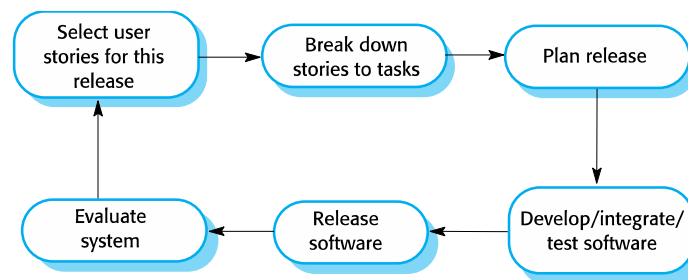 Select user
stories for this
release
Break down
stories to tasks
Plan release
Evaluate
system
Release
software
Develop/integrate/
test software